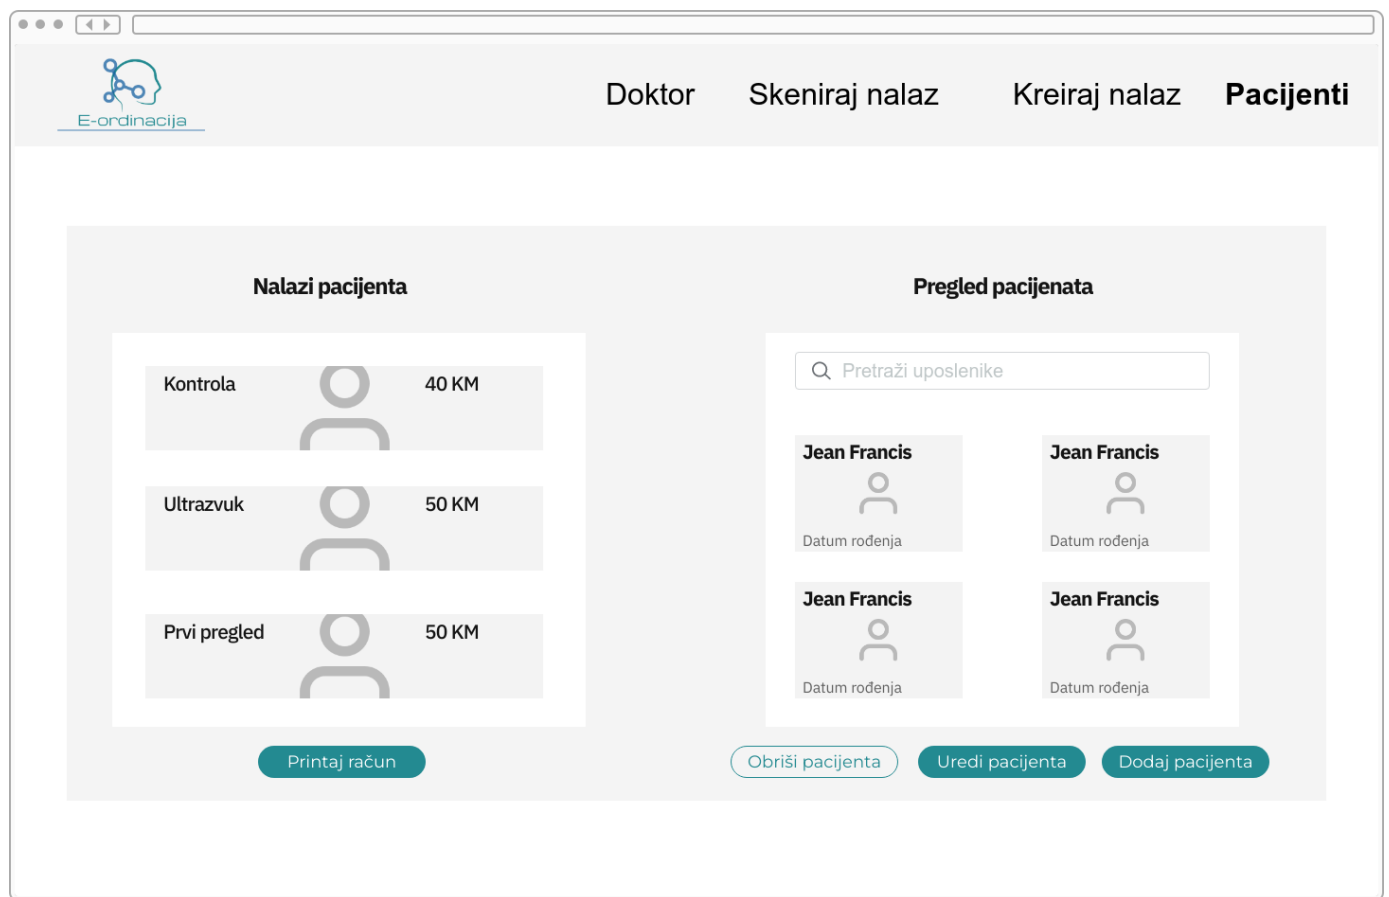 E-ordinacija
Doktor Skeniraj nalaz Kreiraj nalaz Pacijenti
Nalazi pacijenta
Kontrola 40 KM
Ultrazvuk 50 KM
Prvi pregled 50 KM
Printaj račun
Pregled pacijenata
Pretraži uposlenike
Jean Francis Jean Francis
Datum rođenja Datum rođenja
Jean Francis Jean Francis
Datum rođenja Datum rođenja
Obriši pacijenta Uredi pacijenta Dodaj pacijenta